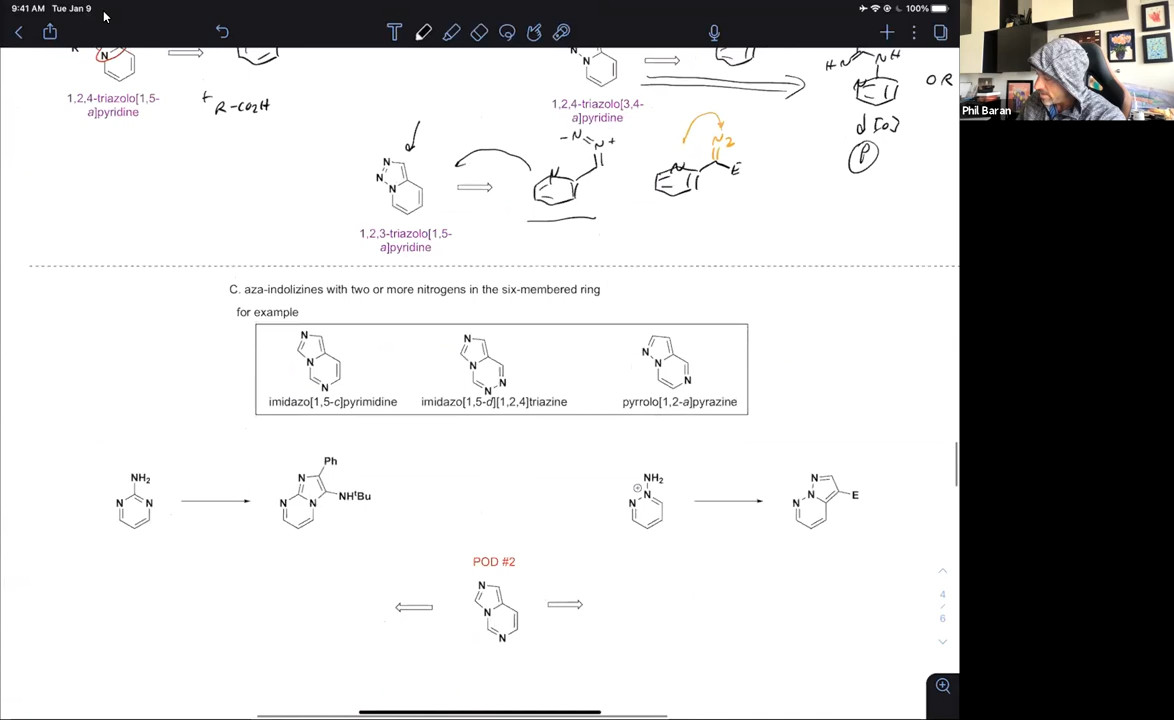 9:41 AM Tue Jan 9
100%
T
R
N
+ R-CO2H
1,2,4-triazolo[1,5-
a]pyridine
N
1,2,4-triazolo[3,4-
a]pyridine
H N N H
OR
[O]
P
N
N
N
1,2,3-triazolo[1,5-
a]pyridine
- N N +
N
N2
N E
Phil Baran
C. aza-indolizines with two or more nitrogens in the six-membered ring
for example
N
N
N
imidazo[1,5-c]pyrimidine
N
N
N N
imidazo[1,5-d][1,2,4]triazine
N
N
N
pyrrolo[1,2-a]pyrazine
NH2
N N
Ph
N
NHtBu
N N
NH2
+
N N
N
N E
N
POD #2
N
N
N
4
/
6